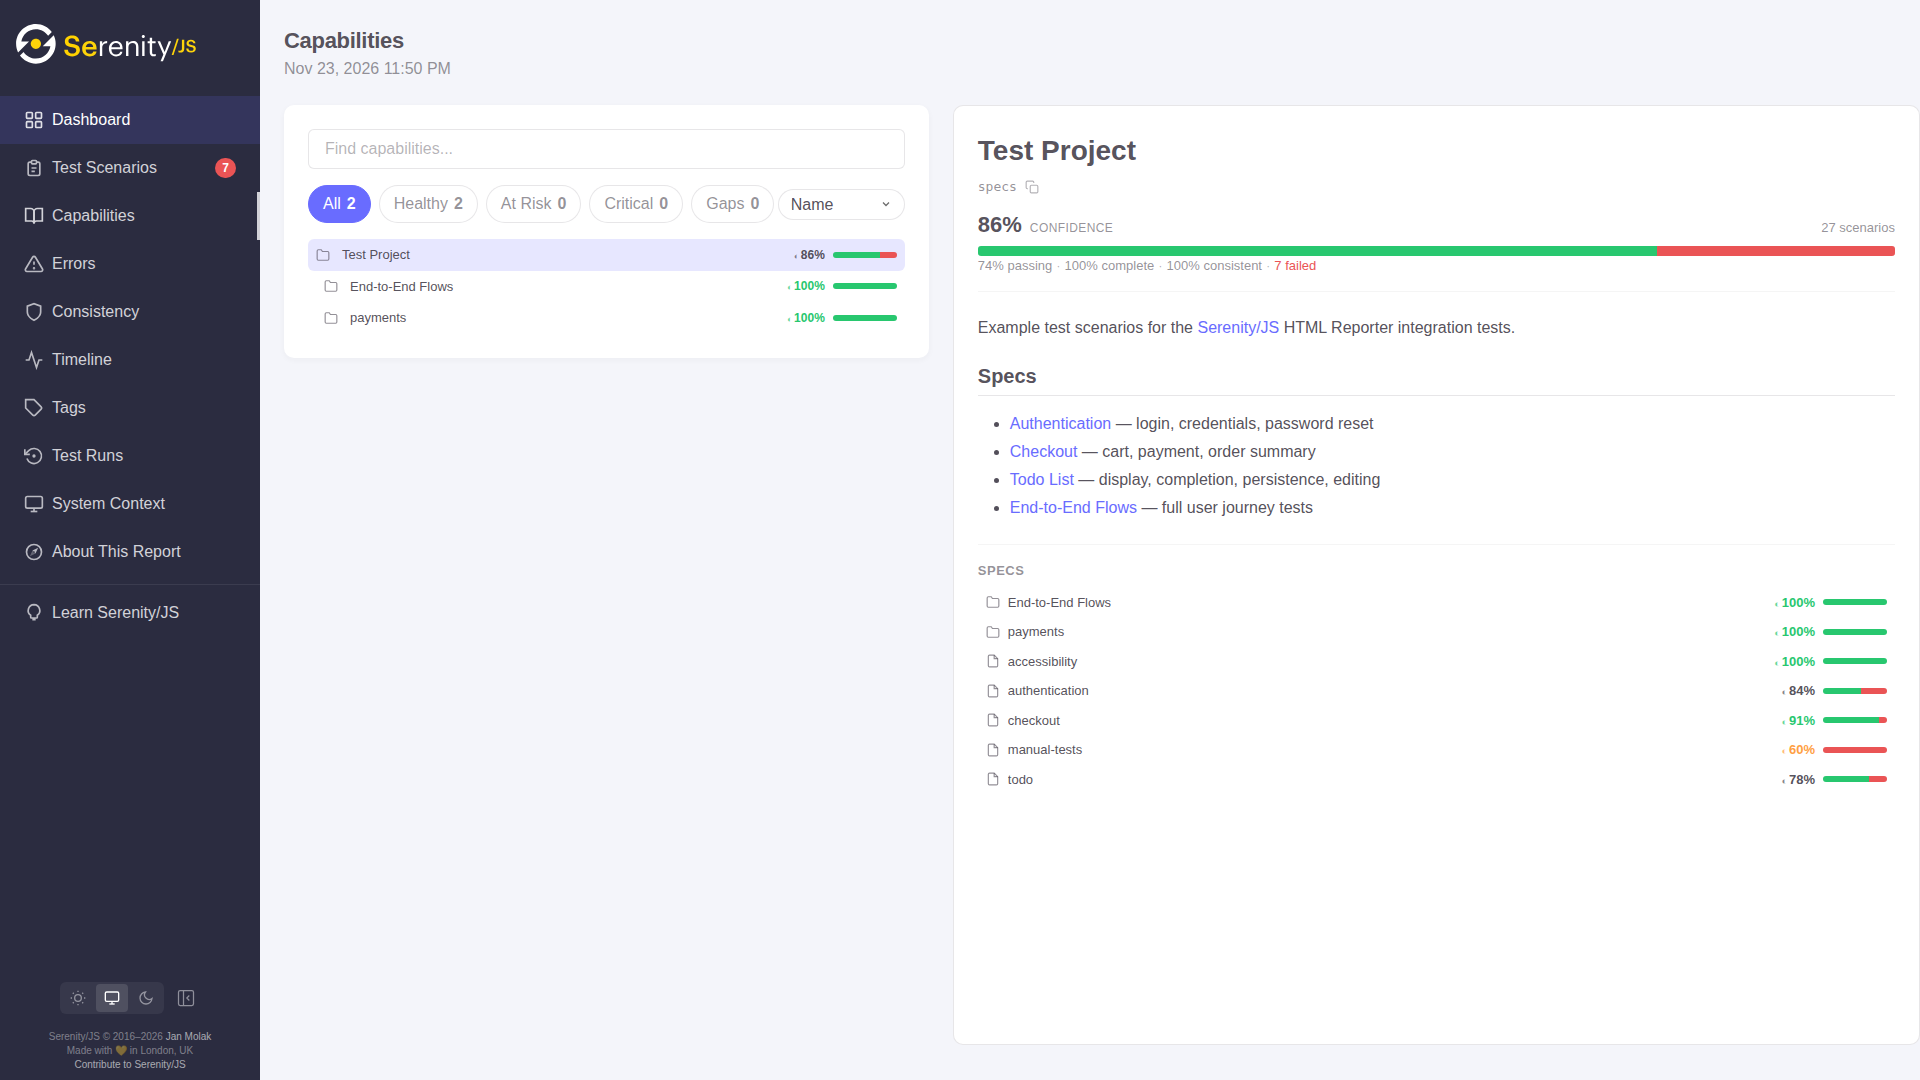 Serenity/JS
Dashboard
Test Scenarios 7
Capabilities
Errors
Consistency
Timeline
Tags
Test Runs
System Context
About This Report
Learn Serenity/JS
Serenity/JS © 2016–2026 Jan Molak
Made with 🤎 in London, UK
Contribute to Serenity/JS
Capabilities
Nov 23, 2026 11:50 PM
Find capabilities...
All 2 Healthy 2 At Risk 0 Critical 0 Gaps 0 Name
Test Project 86%
End-to-End Flows 100%
payments 100%
Test Project
specs
86% CONFIDENCE 27 scenarios
74% passing · 100% complete · 100% consistent · 7 failed
Example test scenarios for the Serenity/JS HTML Reporter integration tests.
Specs
• Authentication — login, credentials, password reset
• Checkout — cart, payment, order summary
• Todo List — display, completion, persistence, editing
• End-to-End Flows — full user journey tests
SPECS
End-to-End Flows 100%
payments 100%
accessibility 100%
authentication 84%
checkout 91%
manual-tests 60%
todo 78%